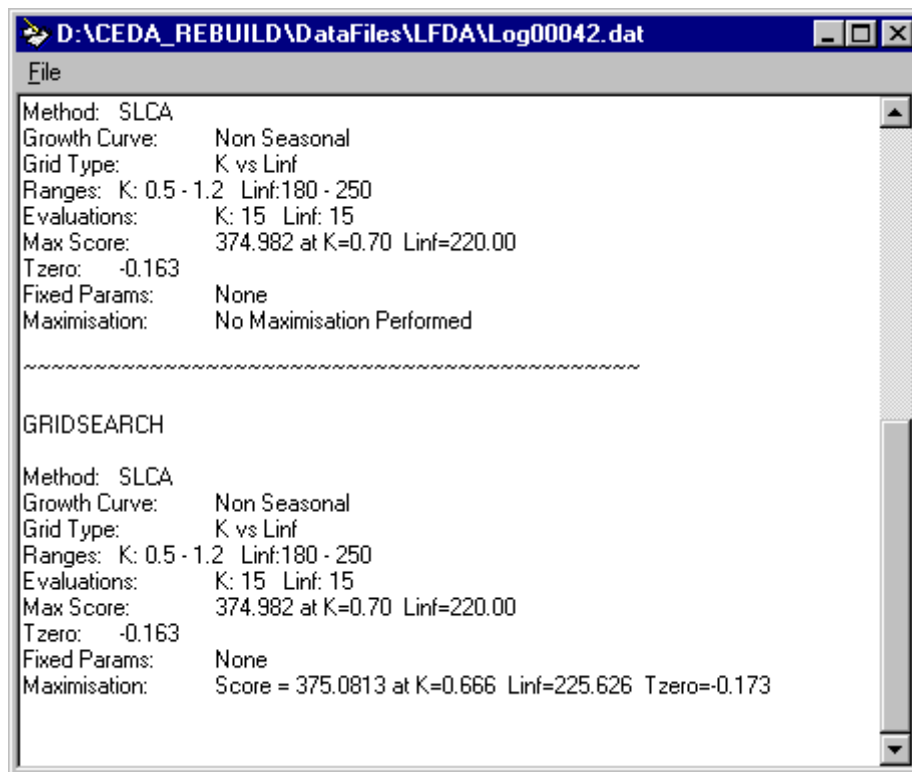 D:\CEDA_REBUILD\DataFiles\LFDA\Log00042.dat
File
Method: SLCA
Growth Curve: Non Seasonal
Grid Type: K vs Linf
Ranges: K: 0.5 - 1.2 Linf:180 - 250
Evaluations: K: 15 Linf: 15
Max Score: 374.982 at K=0.70 Linf=220.00
Tzero: -0.163
Fixed Params: None
Maximisation: No Maximisation Performed
~~~~~~~~~~~~~~~~~~~~~~~~~~~~~~~~~~~~~~~~~~~~
GRIDSEARCH
Method: SLCA
Growth Curve: Non Seasonal
Grid Type: K vs Linf
Ranges: K: 0.5 - 1.2 Linf:180 - 250
Evaluations: K: 15 Linf: 15
Max Score: 374.982 at K=0.70 Linf=220.00
Tzero: -0.163
Fixed Params: None
Maximisation: Score = 375.0813 at K=0.666 Linf=225.626 Tzero=-0.173